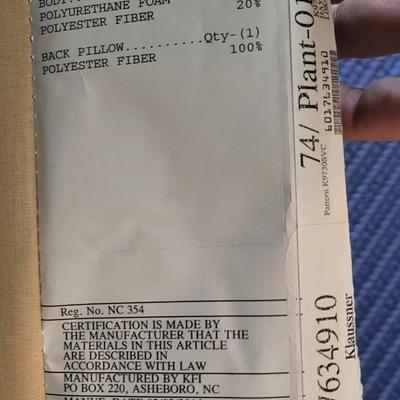 POLYURETHANE FOAM 20%
POLYESTER FIBER
BACK PILLOW..........Qty-(1)
POLYESTER FIBER 100%
Reg. No. NC 354
CERTIFICATION IS MADE BY
THE MANUFACTURER THAT THE
MATERIALS IN THIS ARTICLE
ARE DESCRIBED IN
ACCORDANCE WITH LAW
MANUFACTURED BY KFI
PO BOX 220, ASHEBORO, NC
74/ Plant-01
Pattern K97308VC
6017634910
/634910
Klaussner